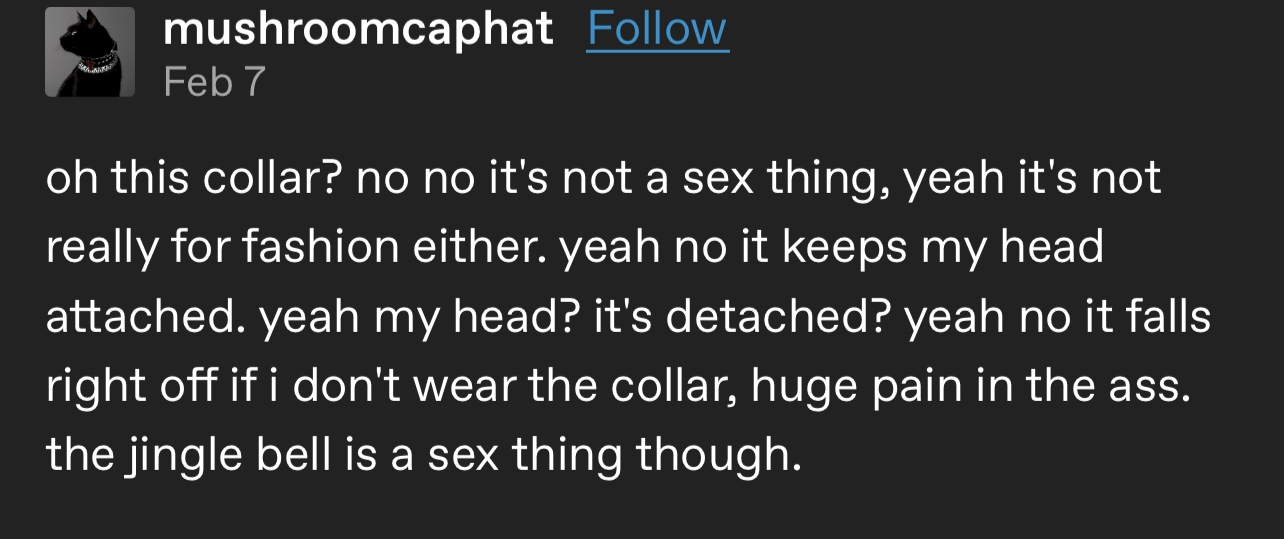 mushroomcaphat Follow
Feb 7
oh this collar? no no it's not a sex thing, yeah it's not
really for fashion either. yeah no it keeps my head
attached. yeah my head? it's detached? yeah no it falls
right off if i don't wear the collar, huge pain in the ass.
the jingle bell is a sex thing though.